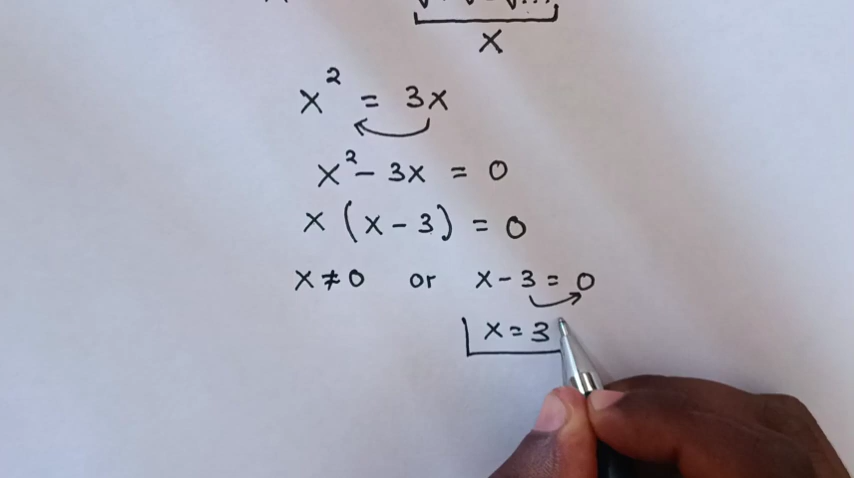 x
x² = 3x
x² - 3x = 0
x (x - 3) = 0
x ≠ 0 or x - 3 = 0
x = 3